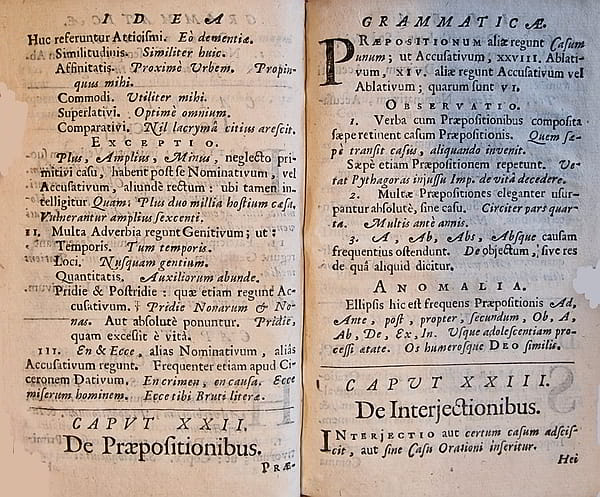 I D E A
Huc referuntur Atticismi. Eò dementiæ.
Similitudinis. Similiter huic.
Affinitatis. Proximè Urbem. Propin-
quus mihi.
Commodi. Utiliter mihi.
Superlativi. Optimè omnium.
Comparativi. Nil lacrymâ citius arescit.
EXCEPTIO.
Plus, Amplius, Minus, neglecto pri-
mitivi casu, habent post se Nominativum, vel
Accusativum, aliundè rectum: ubi tamen in-
telligitur Quam: Plus duo millia hostium cæsa.
Vulnerantur amplius sexcenti.
II. Multa Adverbia regunt Genitivum; ut:
Temporis. Tum temporis.
Loci. Nusquam gentium.
Quantitatis. Auxiliorum abunde.
Pridie & Postridie: quæ etiam regunt Ac-
cusativum. Pridie Nonarum & No-
nas. Aut absolutè ponuntur. Pridie,
quam excessit è vitâ.
III. En & Ecce, alias Nominativum, aliàs
Accusativum regunt. Frequenter etiam apud Ci-
ceronem Dativum. En crimen, en causa. Ecce
miserum hominem. Ecce tibi Bruti literæ.
CAPVT XXII.
De Præpositionibus.
PRÆ-
GRAMMATICÆ.
PRÆPOSITIONUM aliæ regunt Casum
unum; ut Accusativum, XXVIII. Ablati-
vum, XIV. aliæ regunt Accusativum vel
Ablativum; quarum sunt VI.
OBSERVATIO.
1. Verba cum Præpositionibus composita
sæpe retinent casum Præpositionis. Quem sæ-
pè transit casus, aliquando invenit.
Sæpè etiam Præpositionem repetunt. Ve-
tat Pythagoras injussu Imp. de vitâ decedere.
2. Multæ Præpositiones eleganter usur-
pantur absolutè, sine casu. Circiter pars quar-
ta. Multis antè annis.
3. A, Ab, Abs, Absque causam
frequentius ostendunt. De objectum, sive res
de quâ aliquid dicitur.
ANOMALIA.
Ellipsis hic est frequens Præpositionis Ad,
Ante, post, propter, secundum, Ob, A,
Ab, De, Ex, In. Usque adolescentiam pro-
cessi ætate. Os humerosque DEO similis.
CAPVT XXIII.
De Interjectionibus.
INTERJECTIO aut certum casum adscis-
cit, aut sine Casu Orationi inseritur.
Hei